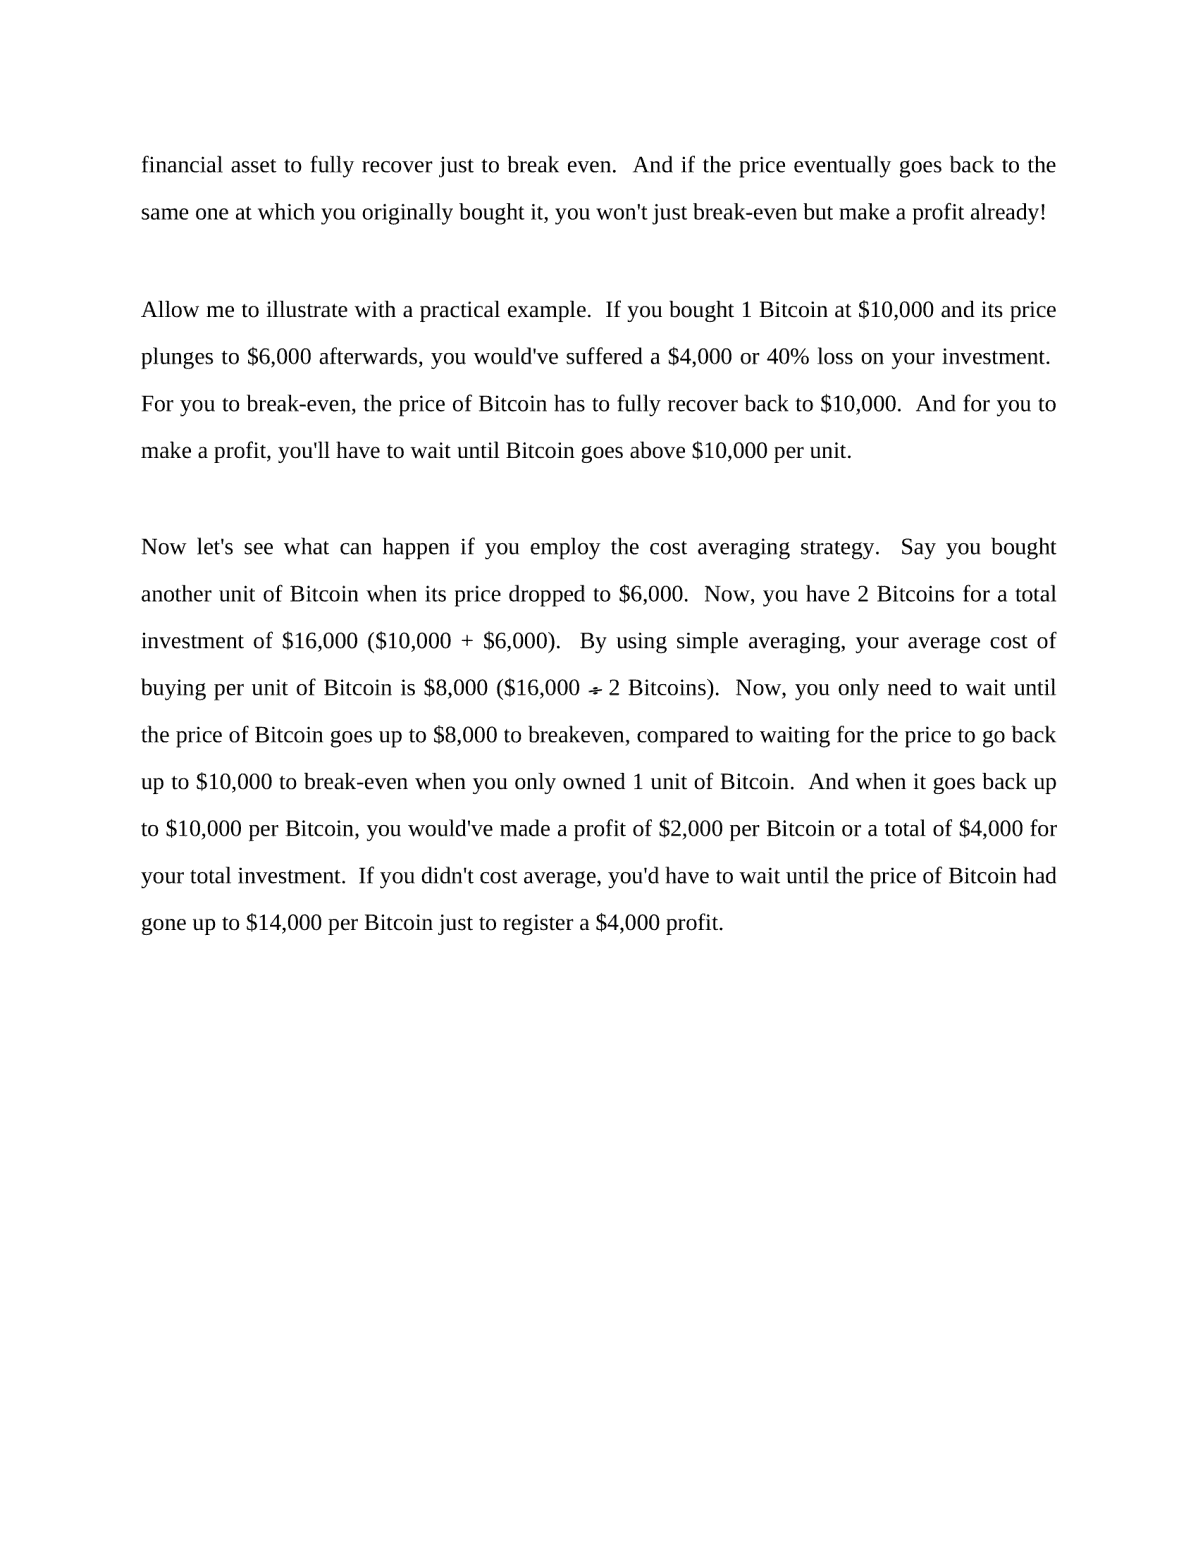 financial asset to fully recover just to break even.  And if the price eventually goes back to the
same one at which you originally bought it, you won't just break-even but make a profit already!
Allow me to illustrate with a practical example.  If you bought 1 Bitcoin at $10,000 and its price
plunges to $6,000 afterwards, you would've suffered a $4,000 or 40% loss on your investment.
For you to break-even, the price of Bitcoin has to fully recover back to $10,000.  And for you to
make a profit, you'll have to wait until Bitcoin goes above $10,000 per unit.
Now let's see what can happen if you employ the cost averaging strategy.  Say you bought
another unit of Bitcoin when its price dropped to $6,000.  Now, you have 2 Bitcoins for a total
investment of $16,000 ($10,000 + $6,000).  By using simple averaging, your average cost of
buying per unit of Bitcoin is $8,000 ($16,000 ÷ 2 Bitcoins).  Now, you only need to wait until
the price of Bitcoin goes up to $8,000 to breakeven, compared to waiting for the price to go back
up to $10,000 to break-even when you only owned 1 unit of Bitcoin.  And when it goes back up
to $10,000 per Bitcoin, you would've made a profit of $2,000 per Bitcoin or a total of $4,000 for
your total investment.  If you didn't cost average, you'd have to wait until the price of Bitcoin had
gone up to $14,000 per Bitcoin just to register a $4,000 profit.